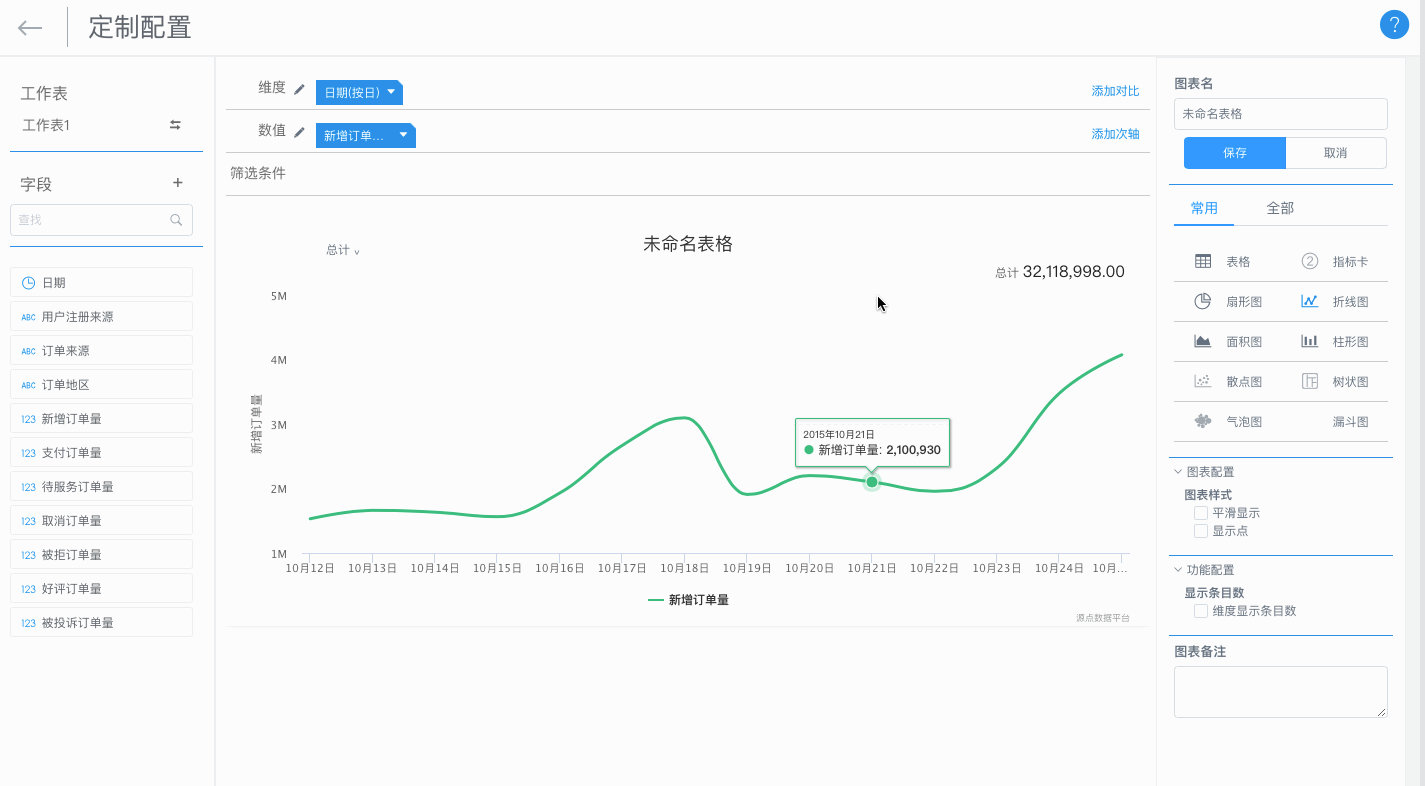 定制配置
?
工作表
工作表1
字段
+
查找
日期
ABC 用户注册来源
ABC 订单来源
ABC 订单地区
123 新增订单量
123 支付订单量
123 待服务订单量
123 取消订单量
123 被拒订单量
123 好评订单量
123 被投诉订单量
维度 日期(按日) 添加对比
数值 新增订单... 添加次轴
筛选条件
未命名表格
总计
总计 32,118,998.00
5M
4M
3M
2M
1M
新增订单量
2015年10月21日
新增订单量: 2,100,930
10月12日 10月13日 10月14日 10月15日 10月16日 10月17日 10月18日 10月19日 10月20日 10月21日 10月22日 10月23日 10月24日 10月...
新增订单量
源点数据平台
图表名
未命名表格
保存 取消
常用 全部
表格 2 指标卡
扇形图 折线图
面积图 柱形图
散点图 树状图
气泡图 漏斗图
图表配置
图表样式
平滑显示
显示点
功能配置
显示条目数
维度显示条目数
图表备注